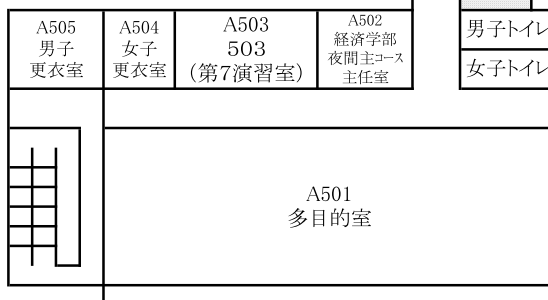 A505
男子
更衣室
A504
女子
更衣室
A503
503
(第7演習室)
A502
経済学部
夜間主コース
主任室
男子トイレ
女子トイレ
A501
多目的室